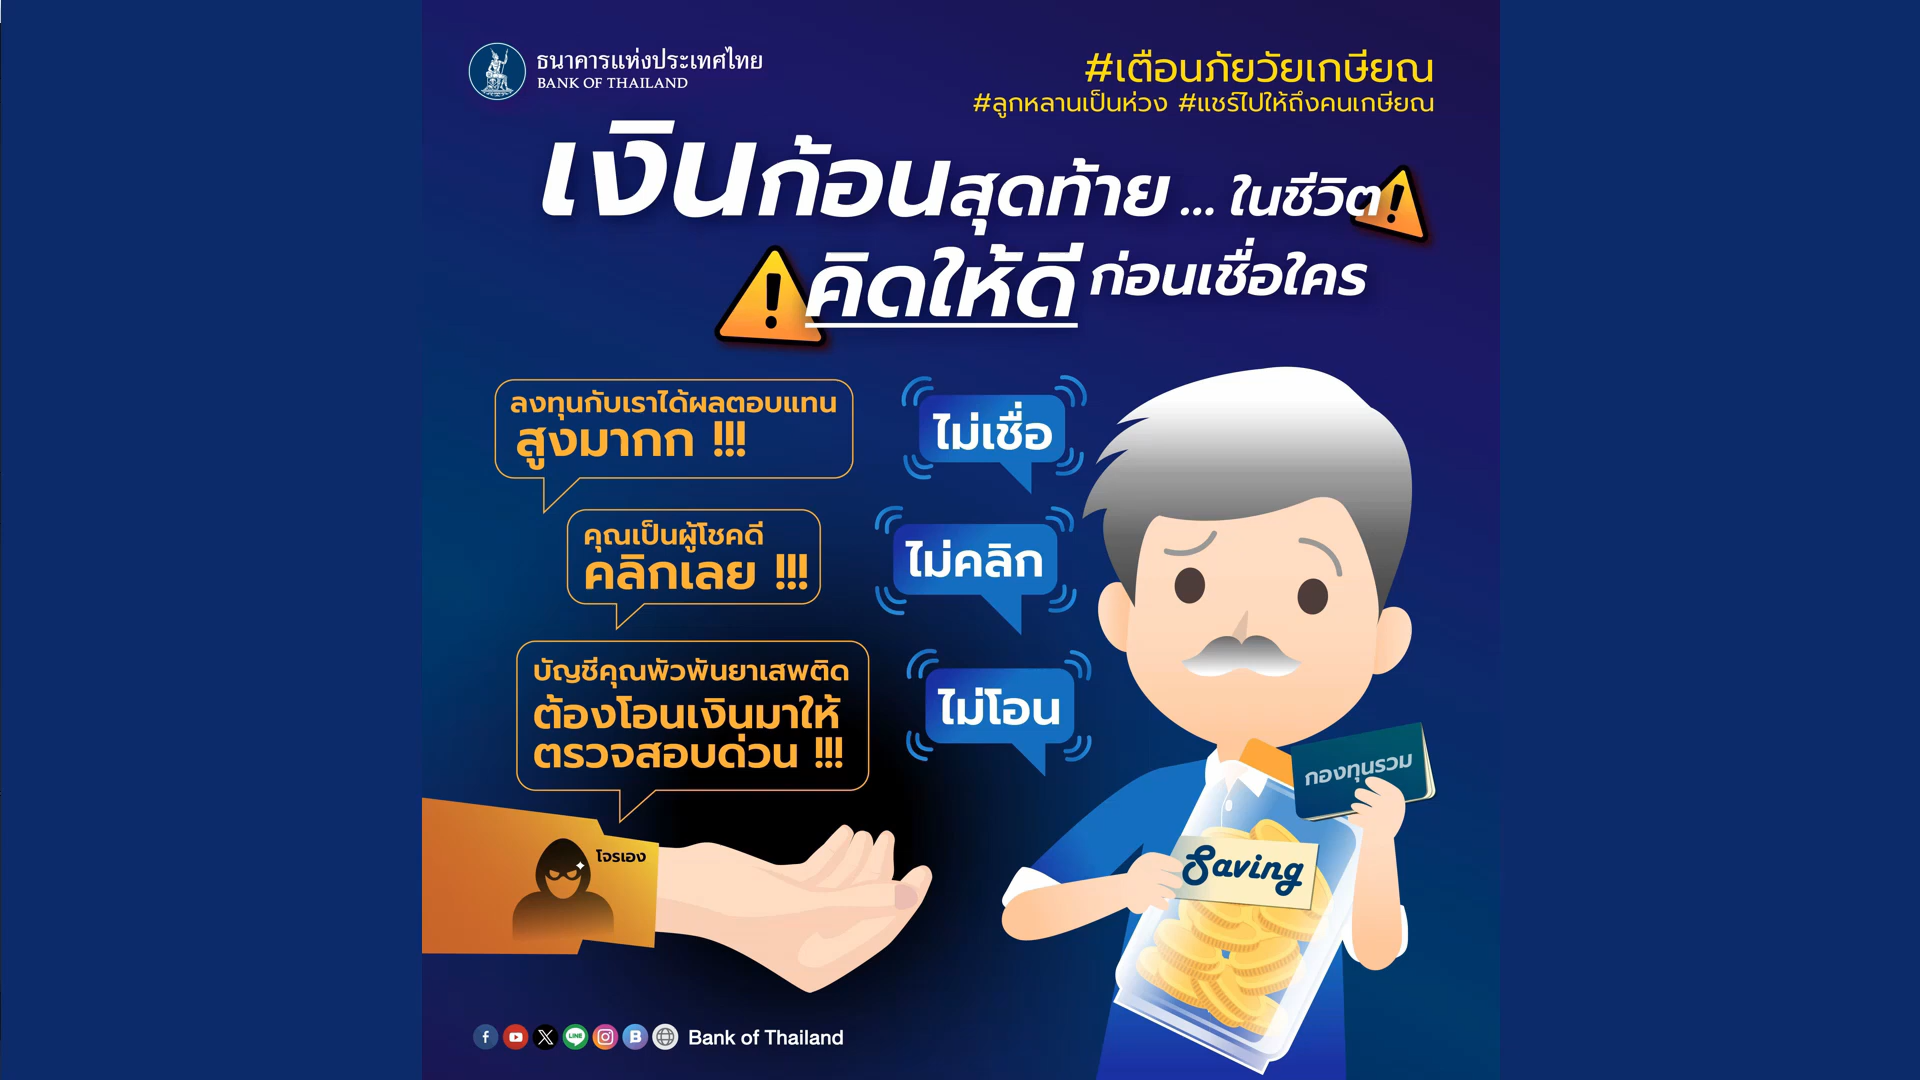 ธนาคารแห่งประเทศไทย
BANK OF THAILAND
#เตือนภัยวัยเกษียณ
#ลูกหลานเป็นห่วง #แชร์ไปให้ถึงคนเกษียณ
เงินก้อนสุดท้าย ... ในชีวิต
คิดให้ดี ก่อนเชื่อใคร
ลงทุนกับเราได้ผลตอบแทน
สูงมากก !!!
ไม่เชื่อ
คุณเป็นผู้โชคดี
คลิกเลย !!!
ไม่คลิก
บัญชีคุณพัวพันยาเสพติด
ต้องโอนเงินมาให้
ตรวจสอบด่วน !!!
ไม่โอน
กองทุนรวม
Saving
โจรเอง
LINE
B
Bank of Thailand